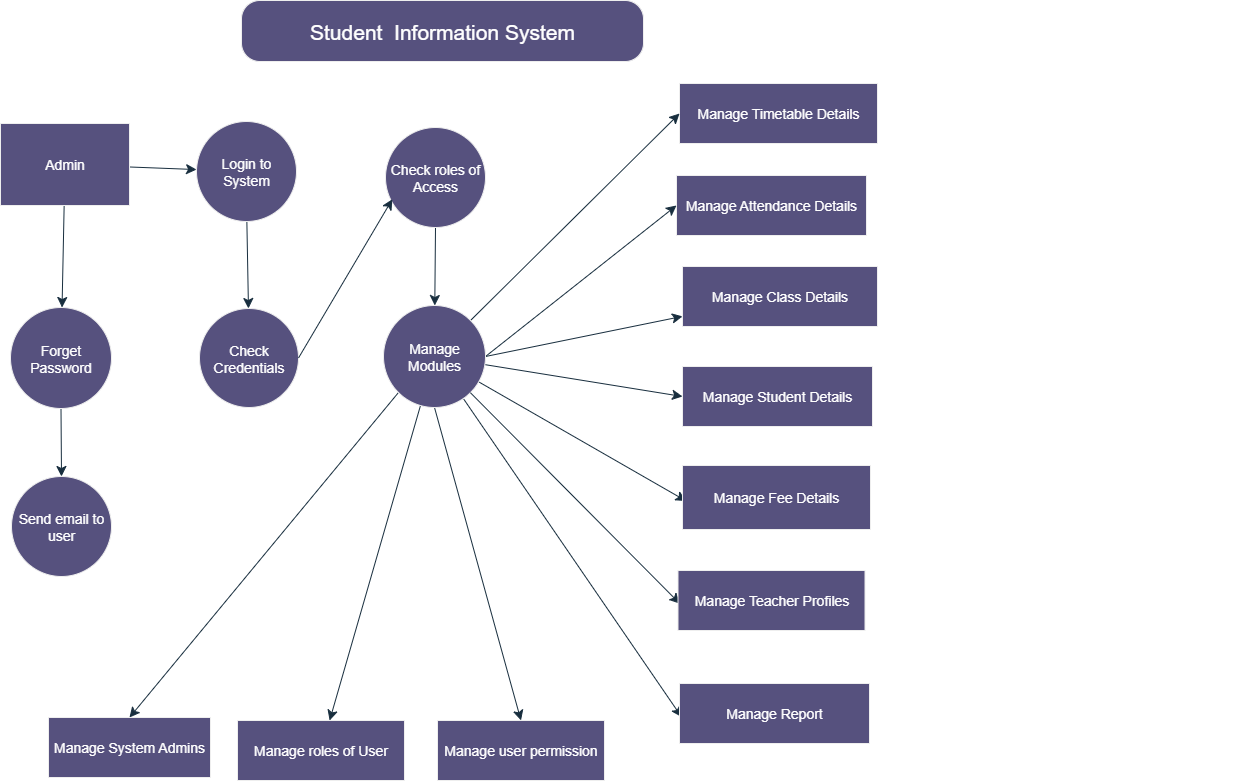 Student  Information System
Admin
Login to
System
Check roles of
Access
Forget
Password
Check
Credentials
Manage
Modules
Send email to
user
Manage Timetable Details
Manage Attendance Details
Manage Class Details
Manage Student Details
Manage Fee Details
Manage Teacher Profiles
Manage Report
Manage System Admins
Manage roles of User
Manage user permission